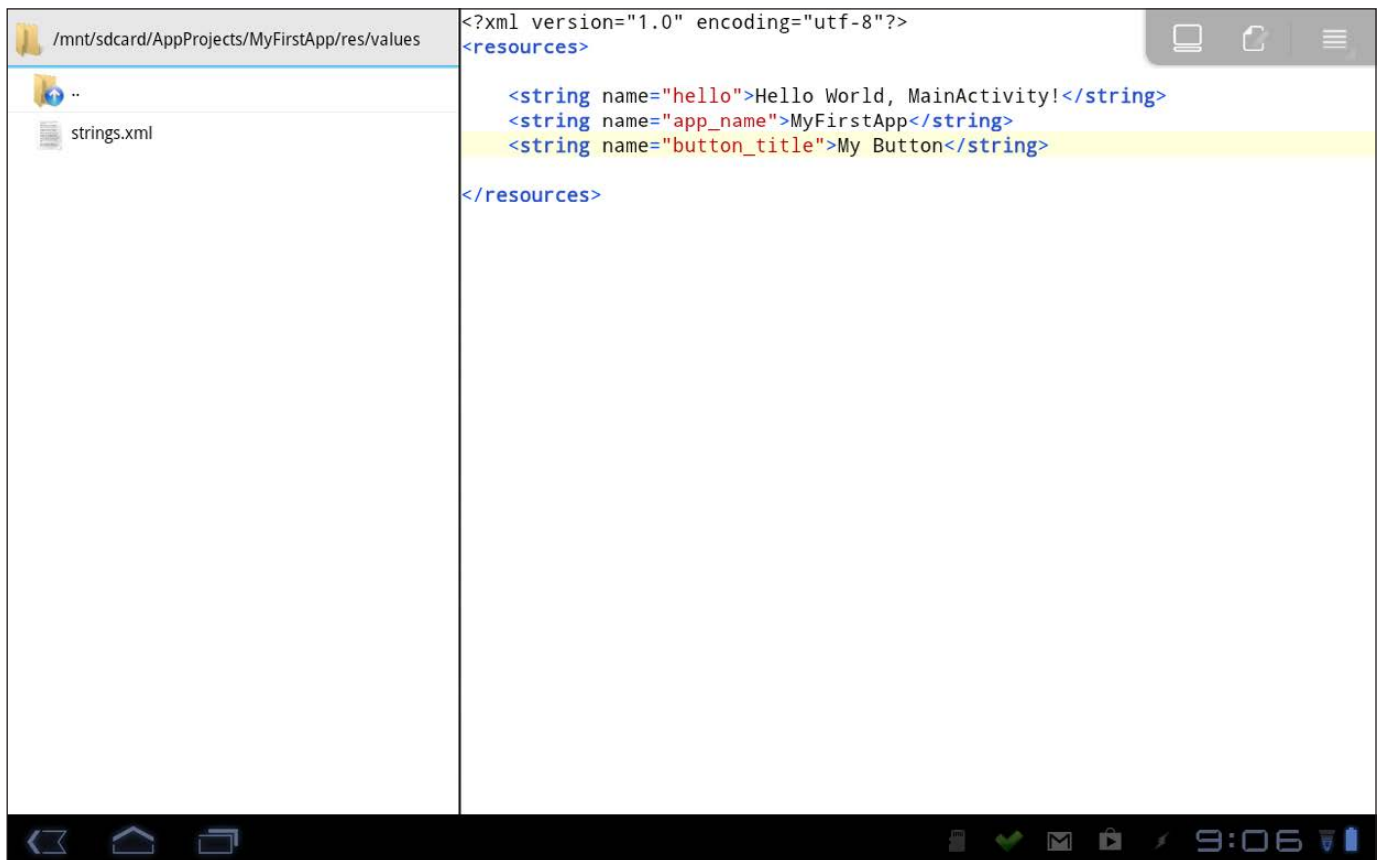 /mnt/sdcard/AppProjects/MyFirstApp/res/values
..
strings.xml
<?xml version="1.0" encoding="utf-8"?>
<resources>
<string name="hello">Hello World, MainActivity!</string>
<string name="app_name">MyFirstApp</string>
<string name="button_title">My Button</string>
</resources>
9:06